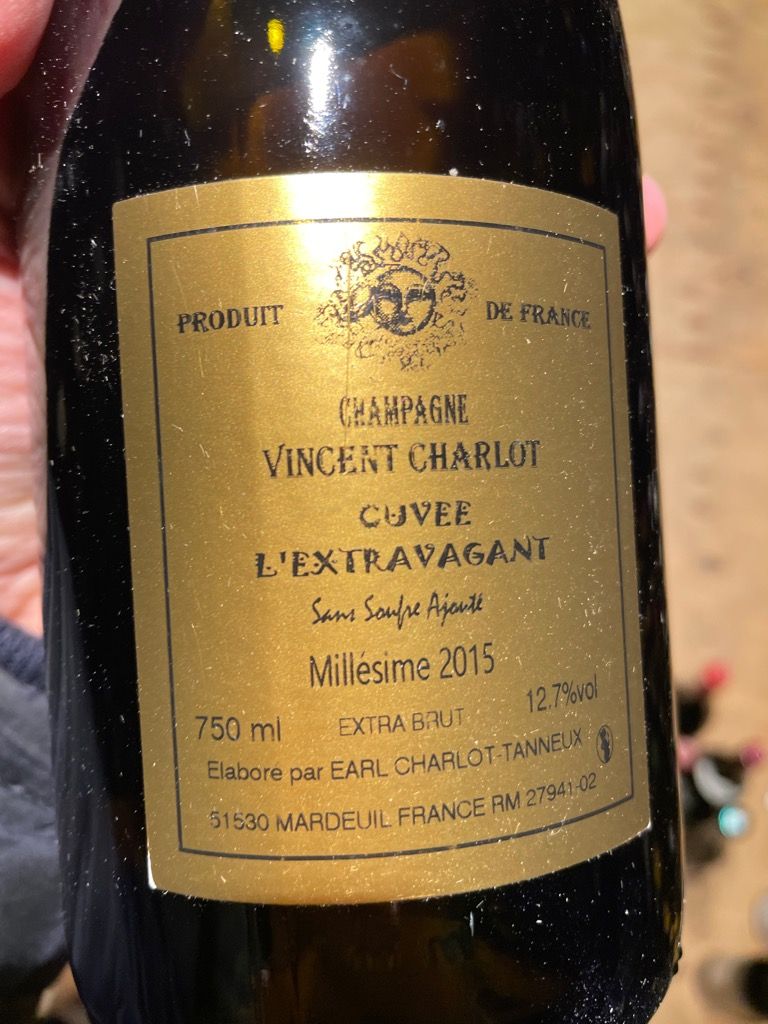 PRODUIT DE FRANCE
CHAMPAGNE
VINCENT CHARLOT
CUVEE
L'EXTRAVAGANT
Sans Soufre Ajouté
Millésime 2015
750 ml EXTRA BRUT 12.7%vol
Elabore par EARL CHARLOT-TANNEUX
51530 MARDEUIL FRANCE RM 27941-02